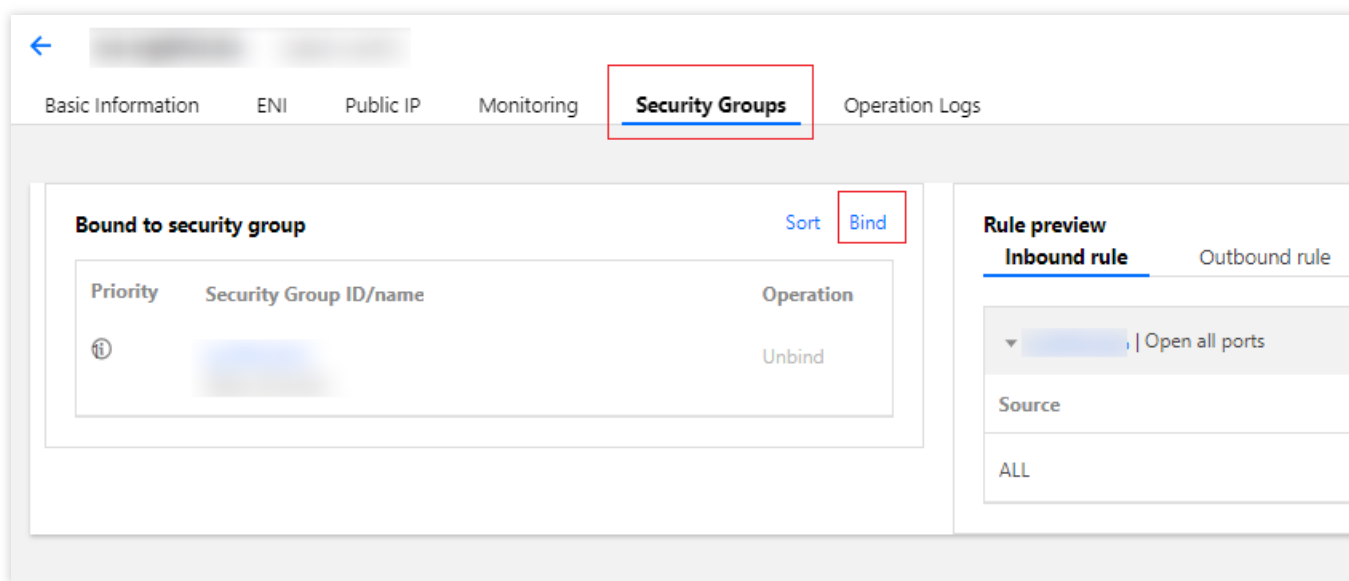 Basic Information ENI Public IP Monitoring Security Groups Operation Logs
Bound to security group Sort Bind
Priority Security Group ID/name Operation
Unbind
Rule preview
Inbound rule Outbound rule
| Open all ports
Source
ALL